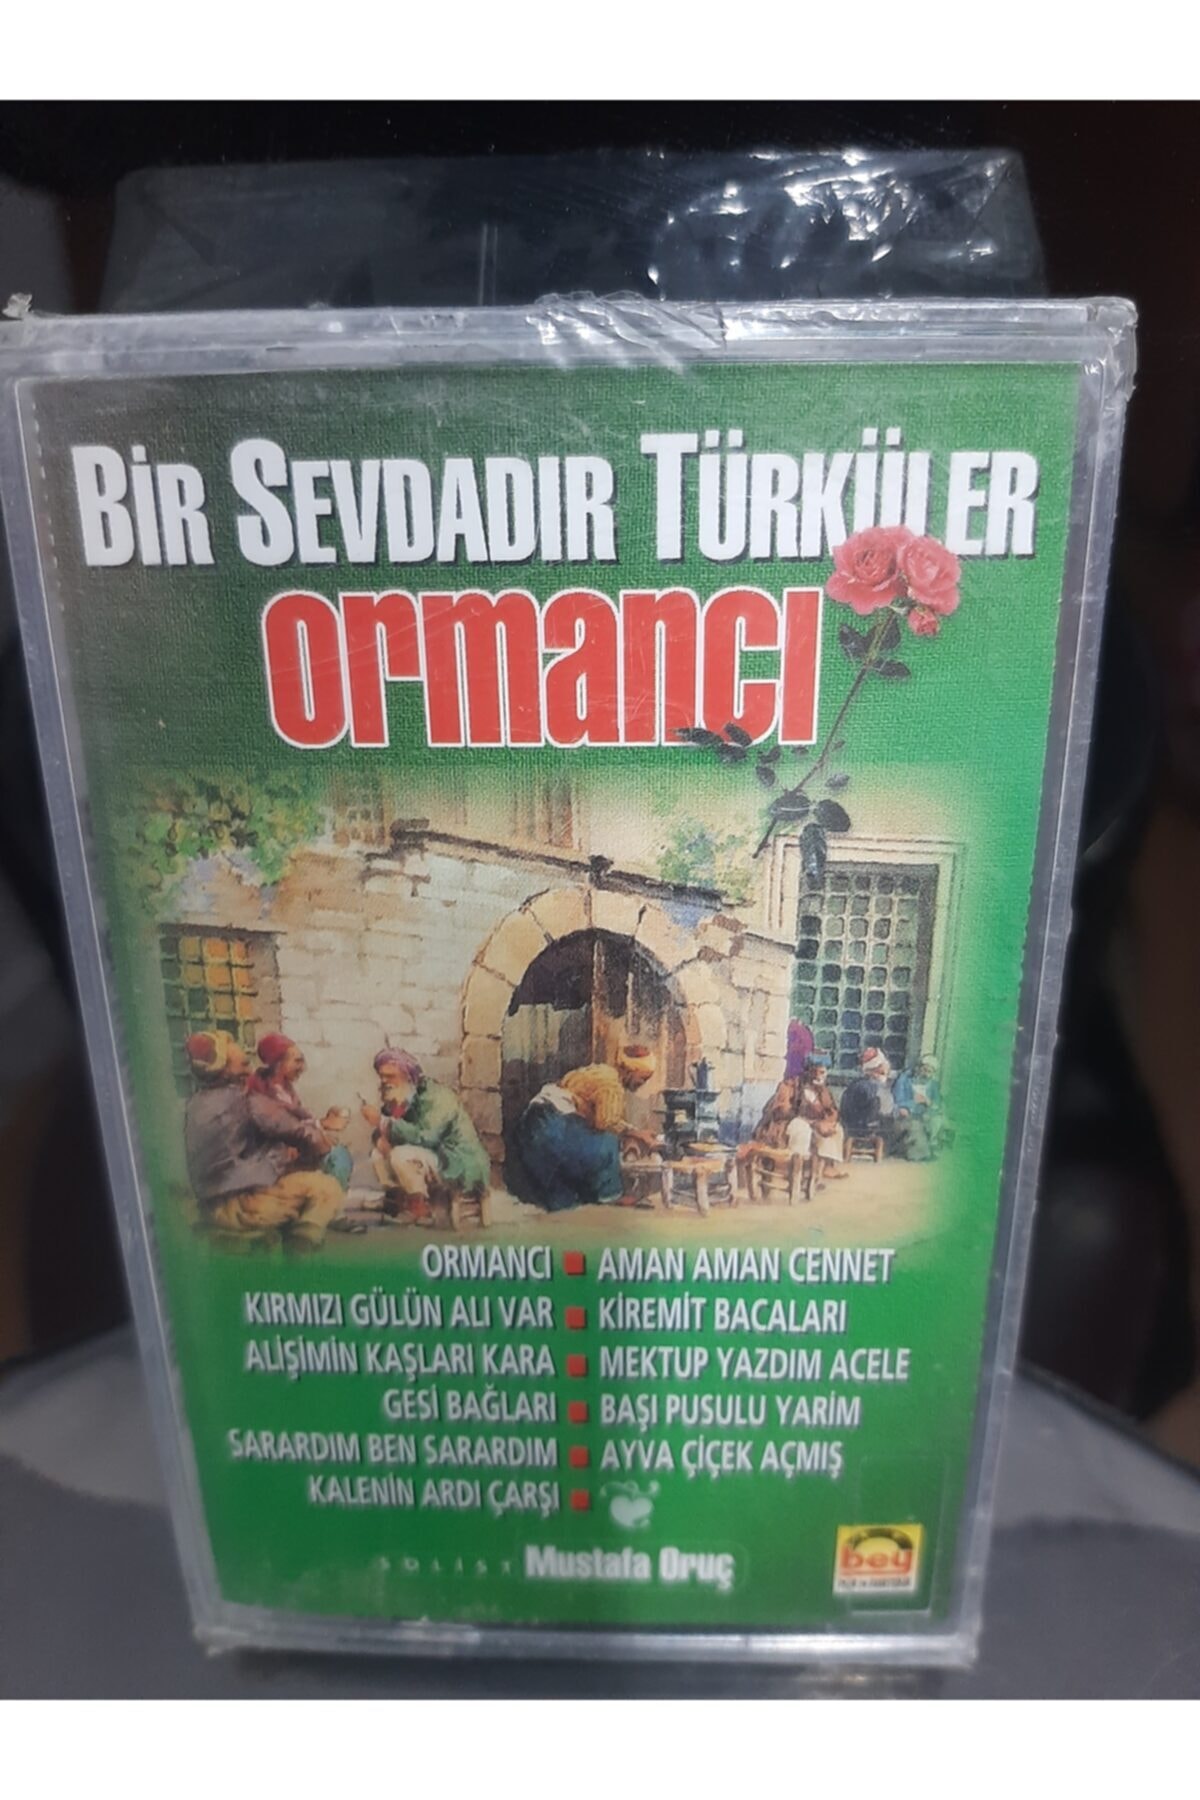 BİR SEVDADIR TÜRKÜLER
ormancı
ORMANCI ▪ AMAN AMAN CENNET
KIRMIZI GÜLÜN ALI VAR ▪ KİREMİT BACALARI
ALİŞİMİN KAŞLARI KARA ▪ MEKTUP YAZDIM ACELE
GESİ BAĞLARI ▪ BAŞI PUSULU YARİM
SARARDIM BEN SARARDIM ▪ AYVA ÇİÇEK AÇMIŞ
KALENİN ARDI ÇARŞI ▪
SOLİST Mustafa Oruç
bey